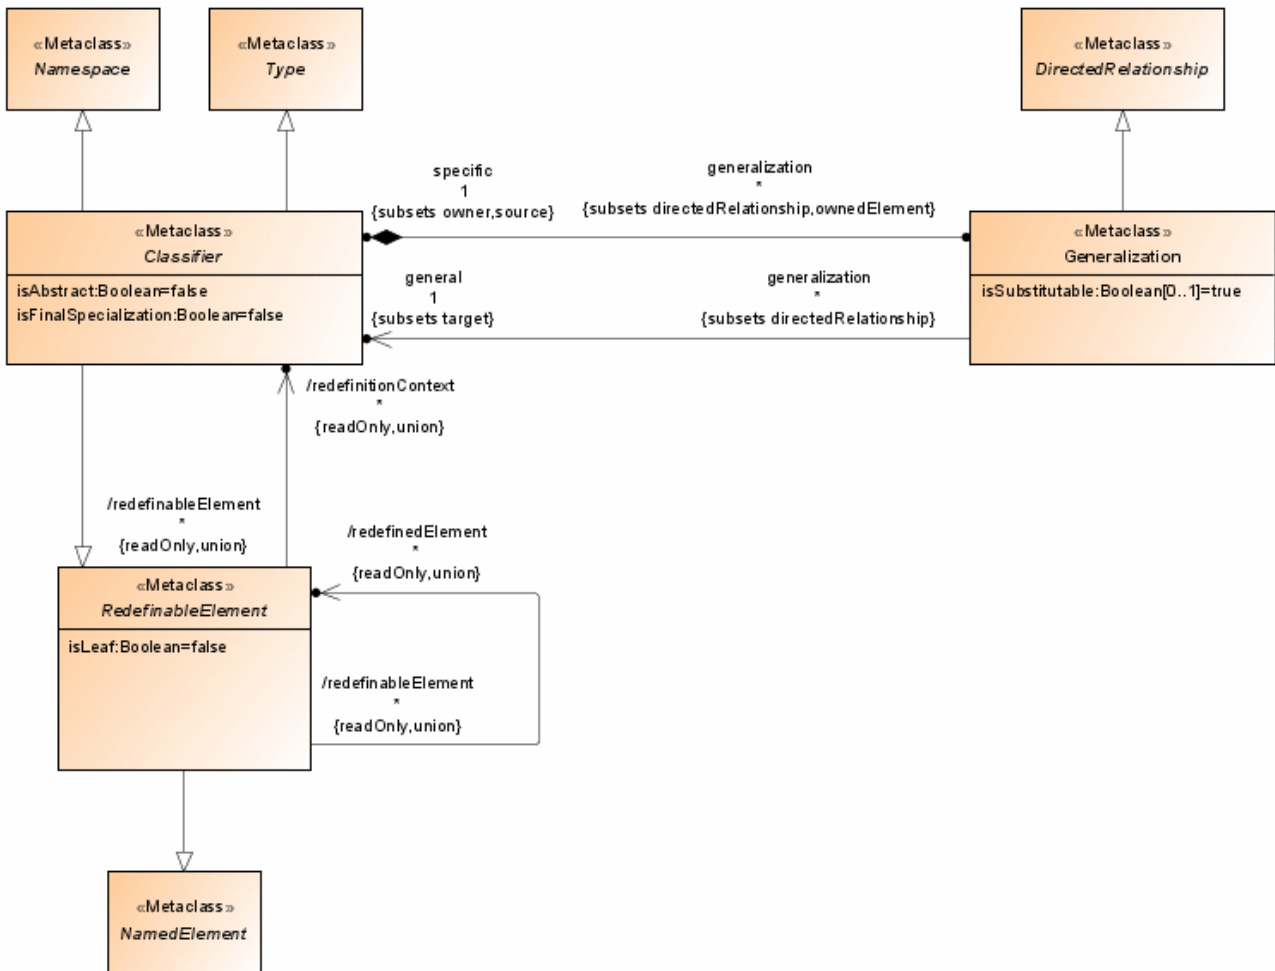 «Metaclass»
Namespace
«Metaclass»
Type
«Metaclass»
DirectedRelationship
specific
1
{subsets owner,source}
generalization
*
{subsets directedRelationship,ownedElement}
«Metaclass»
Classifier
isAbstract:Boolean=false
isFinalSpecialization:Boolean=false
«Metaclass»
Generalization
isSubstitutable:Boolean[0..1]=true
general
1
{subsets target}
generalization
*
{subsets directedRelationship}
/redefinitionContext
*
{readOnly,union}
/redefinableElement
*
{readOnly,union}
/redefinedElement
*
{readOnly,union}
«Metaclass»
RedefinableElement
isLeaf:Boolean=false
/redefinableElement
*
{readOnly,union}
«Metaclass»
NamedElement